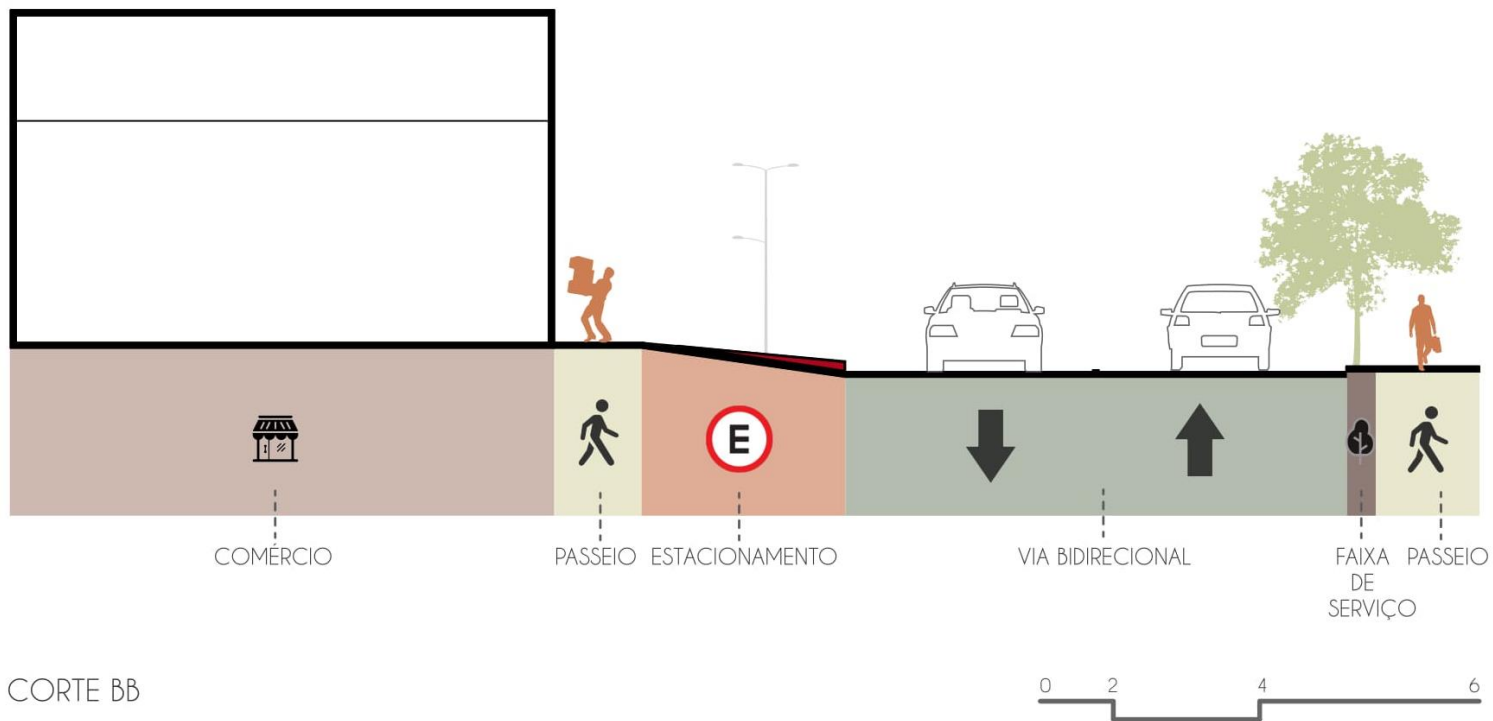 E
COMÉRCIO
PASSEIO
ESTACIONAMENTO
VIA BIDIRECIONAL
FAIXA
DE
SERVIÇO
PASSEIO
CORTE BB
0 2 4 6